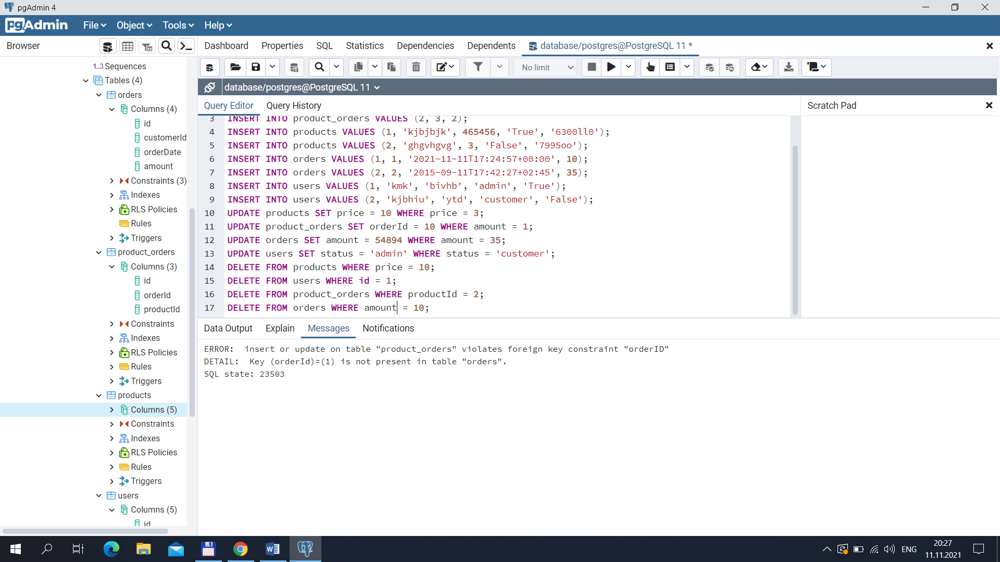 pgAdmin 4
pgAdmin File Object Tools Help
Browser
Dashboard Properties SQL Statistics Dependencies Dependents database/postgres@PostgreSQL 11 *
No limit
database/postgres@PostgreSQL 11
Query Editor Query History
Scratch Pad
1..3 Sequences
Tables (4)
orders
Columns (4)
id
customerId
orderDate
amount
Constraints (3)
Indexes
RLS Policies
Rules
Triggers
product_orders
Columns (3)
id
orderId
productId
Constraints
Indexes
RLS Policies
Rules
Triggers
products
Columns (5)
Constraints
Indexes
RLS Policies
Rules
Triggers
users
Columns (5)
id
3 INSERT INTO product_orders VALUES (2, 3, 2);
4 INSERT INTO products VALUES (1, 'kjbjbjk', 465456, 'True', '6300ll0');
5 INSERT INTO products VALUES (2, 'ghgvhgvg', 3, 'False', '7995oo');
6 INSERT INTO orders VALUES (1, 1, '2021-11-11T17:24:57+00:00', 10);
7 INSERT INTO orders VALUES (2, 2, '2015-09-11T17:42:27+02:45', 35);
8 INSERT INTO users VALUES (1, 'kmk', 'bivhb', 'admin', 'True');
9 INSERT INTO users VALUES (2, 'kjbhiu', 'ytd', 'customer', 'False');
10 UPDATE products SET price = 10 WHERE price = 3;
11 UPDATE product_orders SET orderId = 10 WHERE amount = 1;
12 UPDATE orders SET amount = 54894 WHERE amount = 35;
13 UPDATE users SET status = 'admin' WHERE status = 'customer';
14 DELETE FROM products WHERE price = 10;
15 DELETE FROM users WHERE id = 1;
16 DELETE FROM product_orders WHERE productId = 2;
17 DELETE FROM orders WHERE amount = 10;
Data Output Explain Messages Notifications
ERROR:  insert or update on table "product_orders" violates foreign key constraint "orderID"
DETAIL:  Key (orderId)=(1) is not present in table "orders".
SQL state: 23503
ENG
20:27
11.11.2021